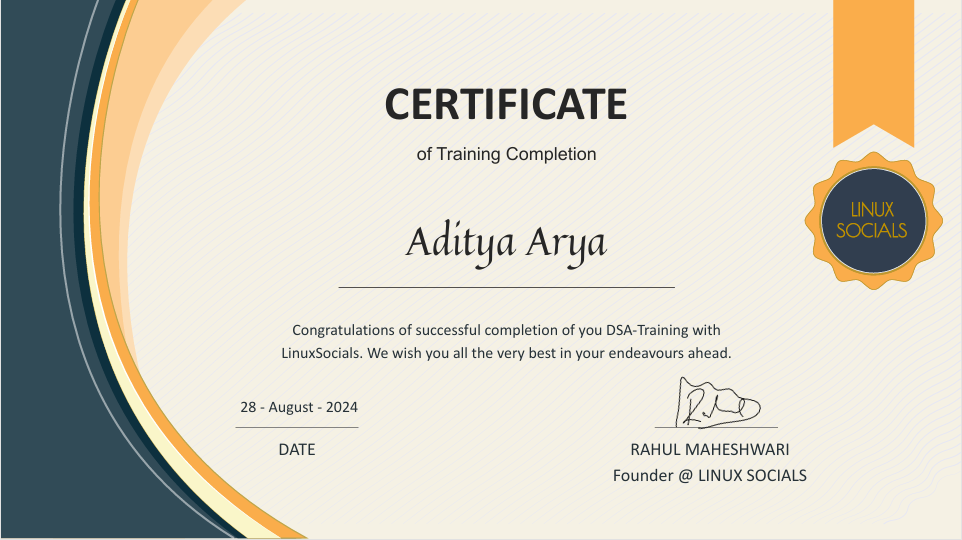 CERTIFICATE
of Training Completion
LINUX
SOCIALS
Aditya Arya
Congratulations of successful completion of you DSA-Training with
LinuxSocials. We wish you all the very best in your endeavours ahead.
28 - August - 2024
DATE
Rahul
RAHUL MAHESHWARI
Founder @ LINUX SOCIALS